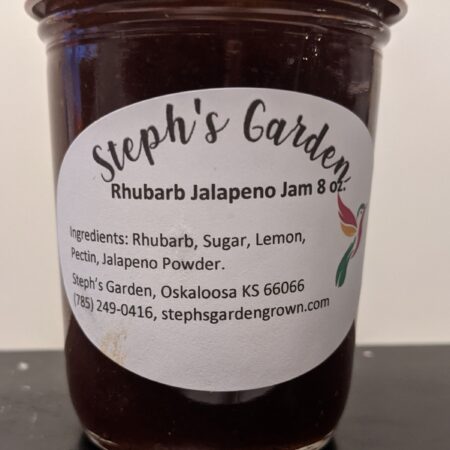 Steph's Garden
Rhubarb Jalapeno Jam 8 oz.
Ingredients: Rhubarb, Sugar, Lemon,
Pectin, Jalapeno Powder.
Steph's Garden, Oskaloosa KS 66066
(785) 249-0416, stephsgardengrown.com